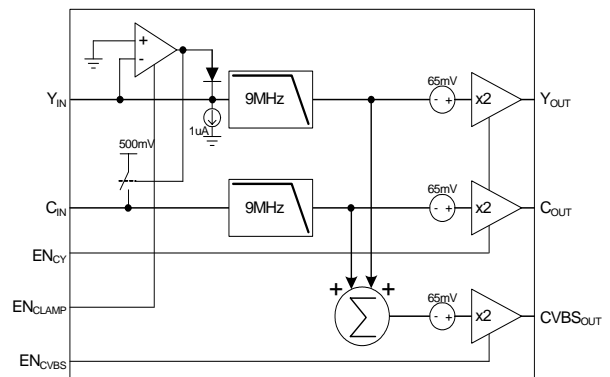 +
-
Y_IN
9MHz
65mV
- +
x2
Y_OUT
1uA
500mV
C_IN
9MHz
65mV
- +
x2
C_OUT
EN_CY
+ +
Σ
65mV
- +
x2
CVBS_OUT
EN_CLAMP
EN_CVBS